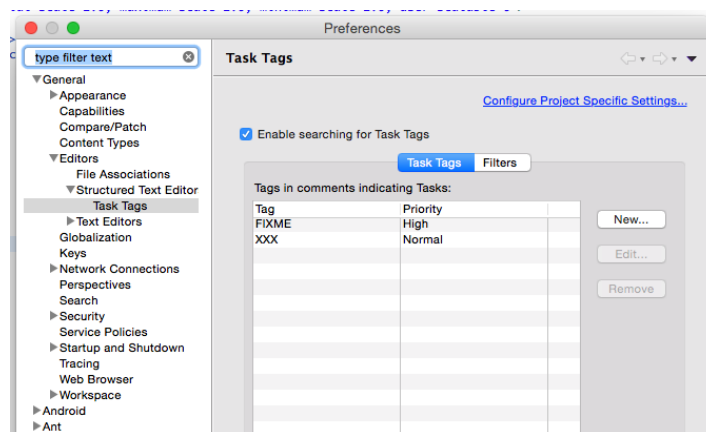 Preferences
type filter text
Task Tags
General
Appearance
Capabilities
Compare/Patch
Content Types
Editors
File Associations
Structured Text Editor
Task Tags
Text Editors
Globalization
Keys
Network Connections
Perspectives
Search
Security
Service Policies
Startup and Shutdown
Tracing
Web Browser
Workspace
Android
Ant
Configure Project Specific Settings...
Enable searching for Task Tags
Task Tags Filters
Tags in comments indicating Tasks:
Tag Priority
FIXME High
XXX Normal
New...
Edit...
Remove